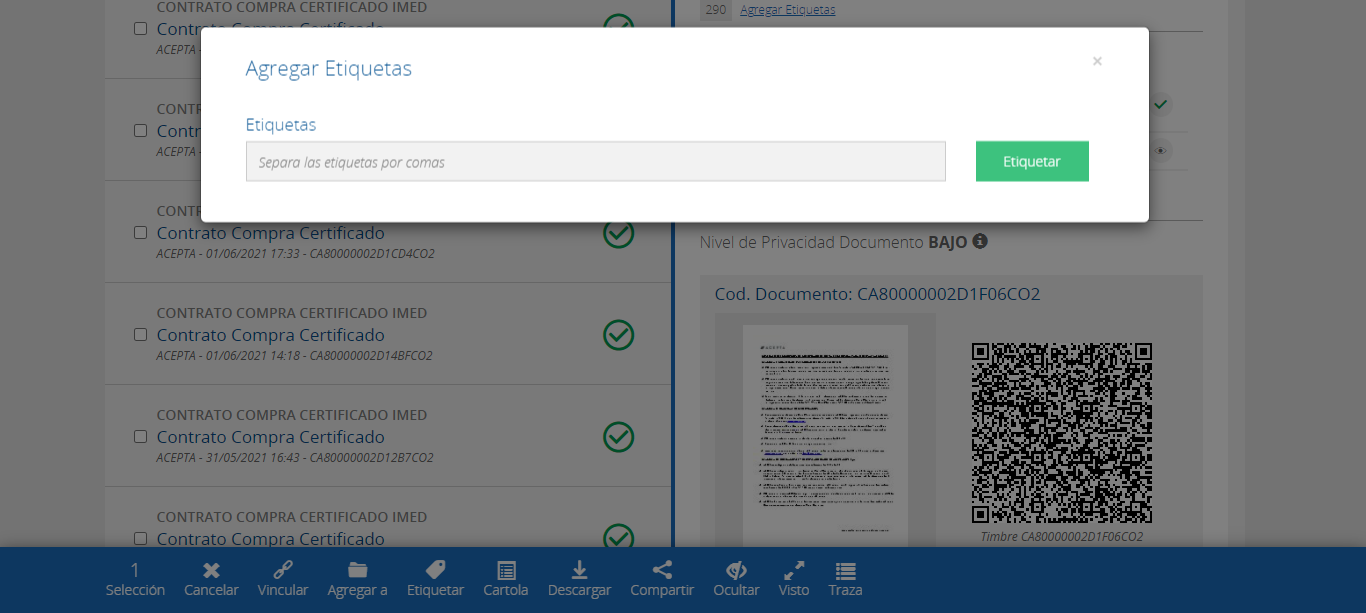 CONTRATO COMPRA CERTIFICADO IMED
Contrato Compra Certificado
ACEPTA -
CONTR
Contr
ACEPTA -
CONTR
Contrato Compra Certificado
ACEPTA - 01/06/2021 17:33 - CA80000002D1CD4CO2
CONTRATO COMPRA CERTIFICADO IMED
Contrato Compra Certificado
ACEPTA - 01/06/2021 14:18 - CA80000002D14BFCO2
CONTRATO COMPRA CERTIFICADO IMED
Contrato Compra Certificado
ACEPTA - 31/05/2021 16:43 - CA80000002D12B7CO2
CONTRATO COMPRA CERTIFICADO IMED
Contrato Compra Certificado
290 Agregar Etiquetas
Agregar Etiquetas ×
Etiquetas
Separa las etiquetas por comas
Etiquetar
Nivel de Privacidad Documento BAJO
Cod. Documento: CA80000002D1F06CO2
Timbre CA80000002D1F06CO2
1
Selección Cancelar Vincular Agregar a Etiquetar Cartola Descargar Compartir Ocultar Visto Traza